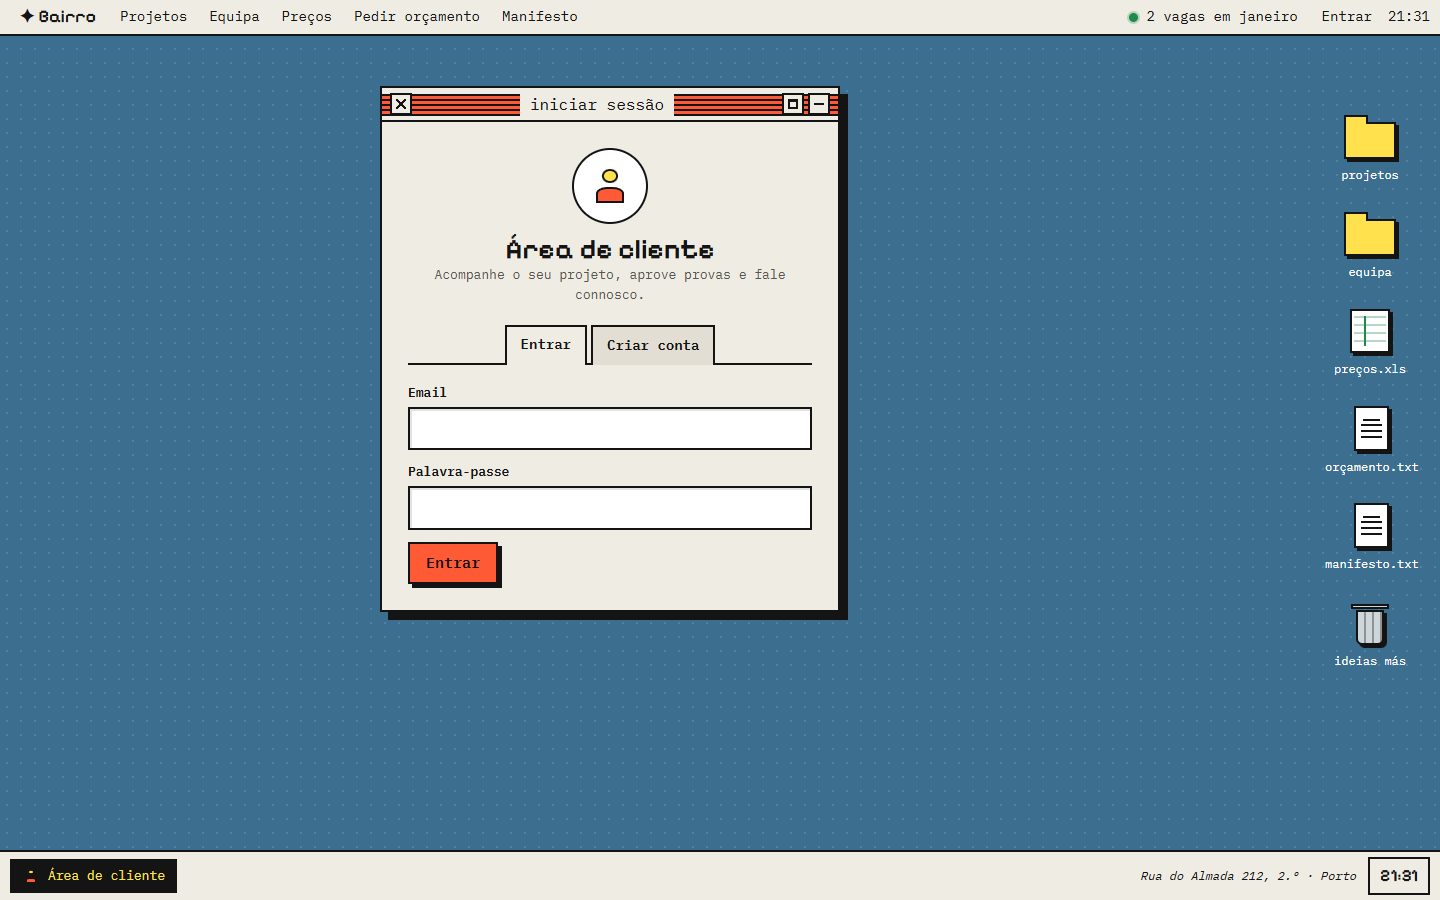 ✦ Bairro Projetos Equipa Preços Pedir orçamento Manifesto 2 vagas em janeiro Entrar 21:31
iniciar sessão
Área de cliente
Acompanhe o seu projeto, aprove provas e fale
connosco.
Entrar Criar conta
Email
Palavra-passe
Entrar
projetos
equipa
preços.xls
orçamento.txt
manifesto.txt
ideias más
Área de cliente Rua do Almada 212, 2.º · Porto 21:31